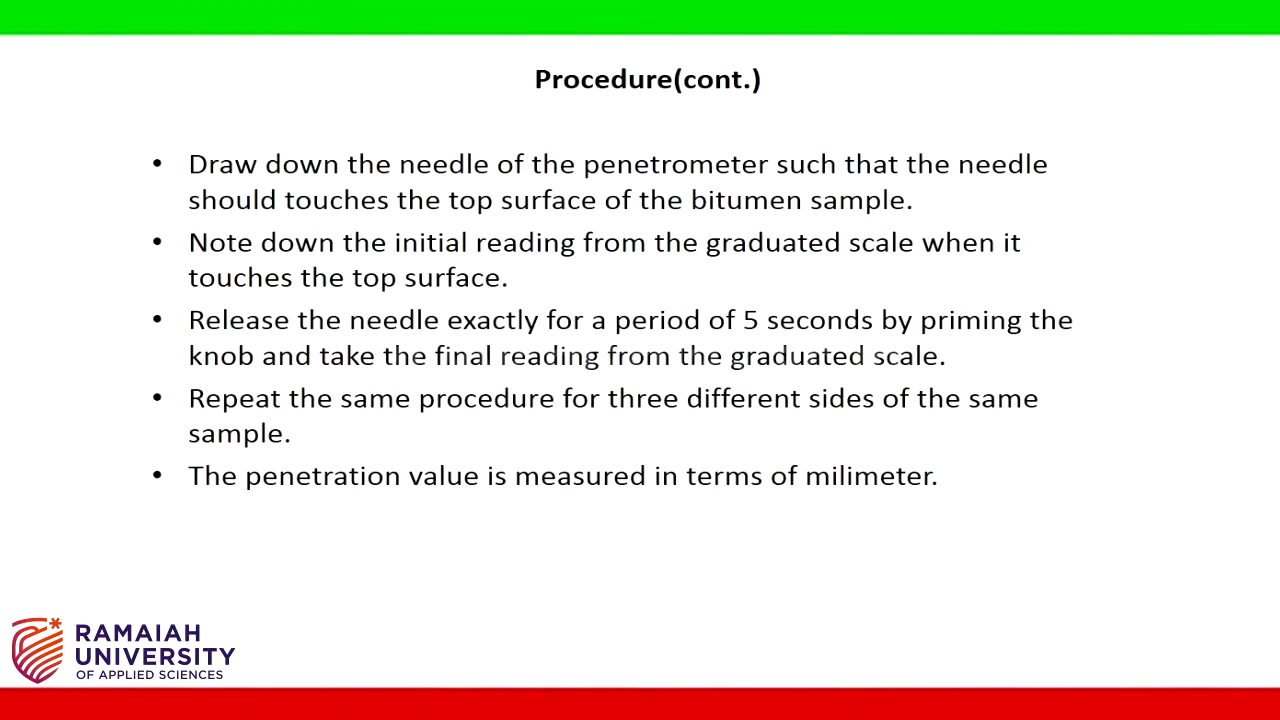 Procedure(cont.)
• Draw down the needle of the penetrometer such that the needle
should touches the top surface of the bitumen sample.
• Note down the initial reading from the graduated scale when it
touches the top surface.
• Release the needle exactly for a period of 5 seconds by priming the
knob and take the final reading from the graduated scale.
• Repeat the same procedure for three different sides of the same
sample.
• The penetration value is measured in terms of milimeter.
RAMAIAH
UNIVERSITY
OF APPLIED SCIENCES